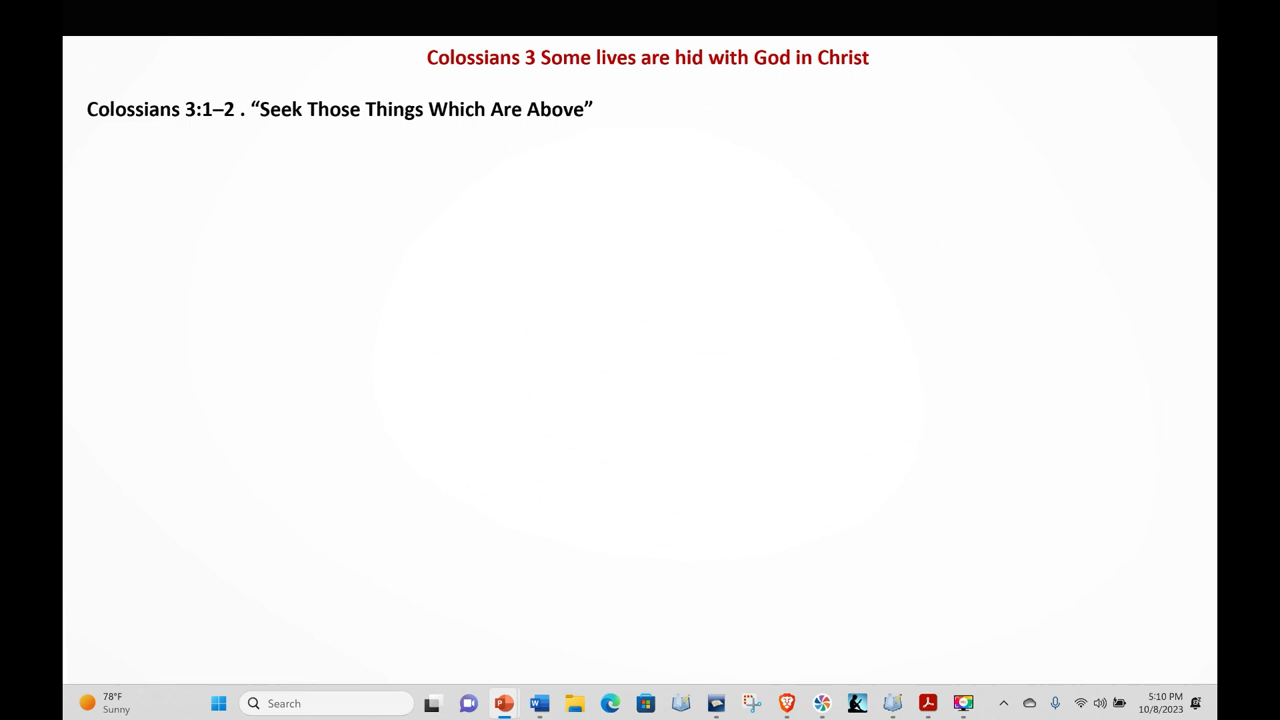 Colossians 3 Some lives are hid with God in Christ
Colossians 3:1–2 . “Seek Those Things Which Are Above”
78°F
Sunny
Search
5:10 PM
10/8/2023